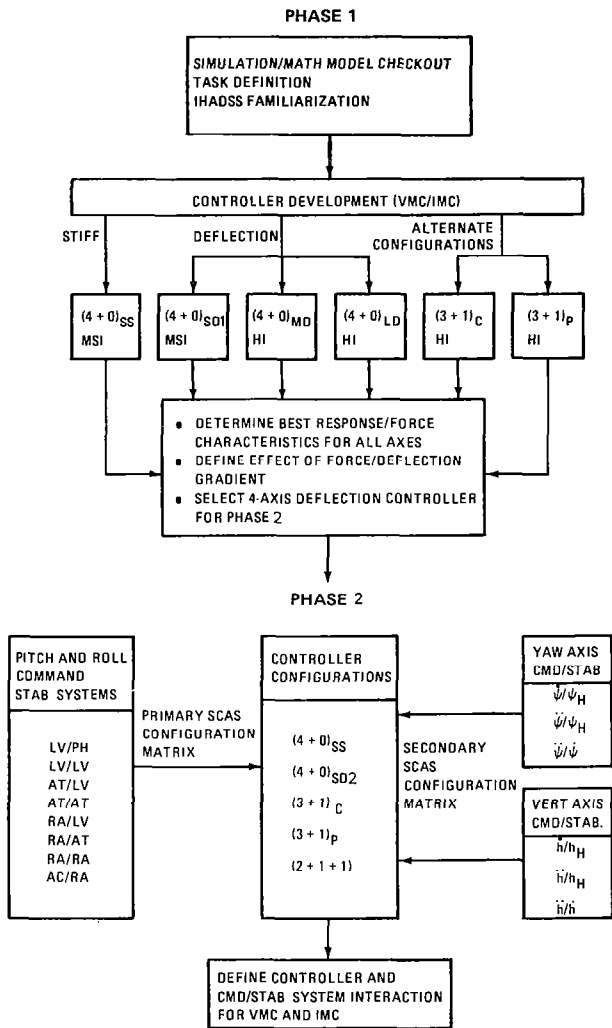 PHASE 1
SIMULATION/MATH MODEL CHECKOUT
TASK DEFINITION
IHADSS FAMILIARIZATION
CONTROLLER DEVELOPMENT (VMC/IMC)
STIFF
DEFLECTION
ALTERNATE
CONFIGURATIONS
(4 + 0)SS
MSI
(4 + 0)SD1
MSI
(4 + 0)MD
HI
(4 + 0)LD
HI
(3 + 1)C
HI
(3 + 1)P
HI
• DETERMINE BEST RESPONSE/FORCE
CHARACTERISTICS FOR ALL AXES
• DEFINE EFFECT OF FORCE/DEFLECTION
GRADIENT
• SELECT 4-AXIS DEFLECTION CONTROLLER
FOR PHASE 2
PHASE 2
PITCH AND ROLL
COMMAND
STAB SYSTEMS
LV/PH
LV/LV
AT/LV
AT/AT
RA/LV
RA/AT
RA/RA
AC/RA
PRIMARY SCAS
CONFIGURATION
MATRIX
CONTROLLER
CONFIGURATIONS
(4 + 0)SS
(4 + 0)SD2
(3 + 1)C
(3 + 1)P
(2 + 1 + 1)
SECONDARY
SCAS
CONFIGURATION
MATRIX
YAW AXIS
CMD/STAB
ψ̇/ψH
ψ̈/ψH
ψ̈/ψ̇
VERT AXIS
CMD/STAB.
ḣ/hH
ḧ/hH
ḧ/ḣ
DEFINE CONTROLLER AND
CMD/STAB SYSTEM INTERACTION
FOR VMC AND IMC